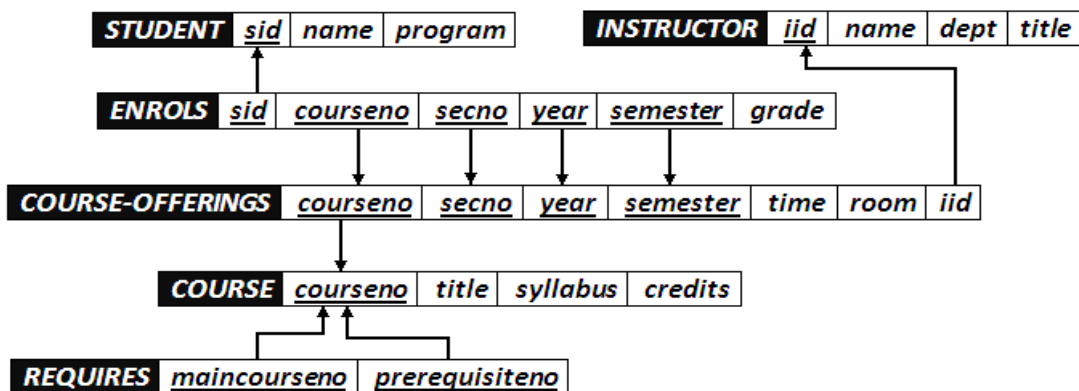 STUDENT sid name program INSTRUCTOR iid name dept title
ENROLS sid courseno secno year semester grade
COURSE-OFFERINGS courseno secno year semester time room iid
COURSE courseno title syllabus credits
REQUIRES maincourseno prerequisiteno